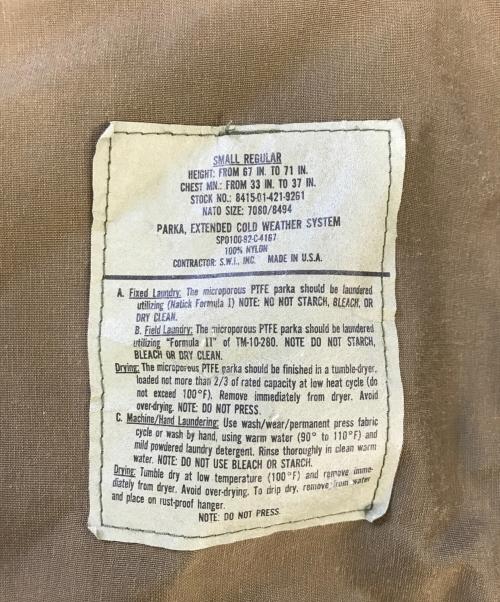 SMALL REGULAR
HEIGHT: FROM 67 IN. TO 71 IN.
CHEST MN.: FROM 33 IN. TO 37 IN.
STOCK NO.: 8415-01-421-9261
NATO SIZE: 7080/8494
PARKA, EXTENDED COLD WEATHER SYSTEM
SPO100-92-C-4167
100% NYLON
CONTRACTOR: S.W.I., INC. MADE IN U.S.A.
A. Fixed Laundry: The microporous PTFE parka should be laundered
utilizing (Natick Formula I) NOTE: NO NOT STARCH, BLEACH, OR
DRY CLEAN.
B. Field Laundry: The microporous PTFE parka should be laundered
utilizing "Formula II" of TM-10-280. NOTE DO NOT STARCH,
BLEACH OR DRY CLEAN.
Drying: The microporous PTFE parka should be finished in a tumble-dryer,
loaded not more than 2/3 of rated capacity at low heat cycle (do
not exceed 100°F). Remove immediately from dryer. Avoid
over-drying. NOTE: DO NOT PRESS.
C. Machine/Hand Laundering: Use wash/wear/permanent press fabric
cycle or wash by hand, using warm water (90° to 110°F) and
mild powdered laundry detergent. Rinse thoroughly in clean warm
water. NOTE: DO NOT USE BLEACH OR STARCH.
Drying: Tumble dry at low temperature (100°F) and remove imme-
diately from dryer. Avoid over-drying. To drip dry, remove from water
and place on rust-proof hanger.
NOTE: DO NOT PRESS